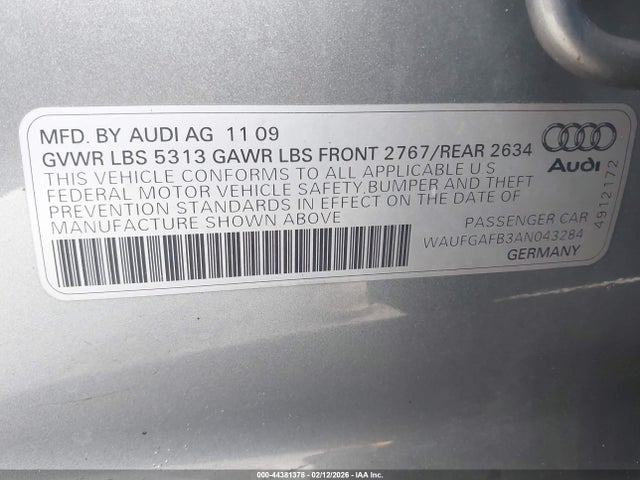 MFD. BY AUDI AG 11 09
GVWR LBS 5313 GAWR LBS FRONT 2767/REAR 2634
THIS VEHICLE CONFORMS TO ALL APPLICABLE U S
FEDERAL MOTOR VEHICLE SAFETY,BUMPER AND THEFT
PREVENTION STANDARDS IN EFFECT ON THE DATE OF
MANUFACTURE SHOWN ABOVE
PASSENGER CAR
WAUFGAFB3AN043284
GERMANY
Audi
4912172
000-44381378 - 02/12/2026 - IAA Inc.